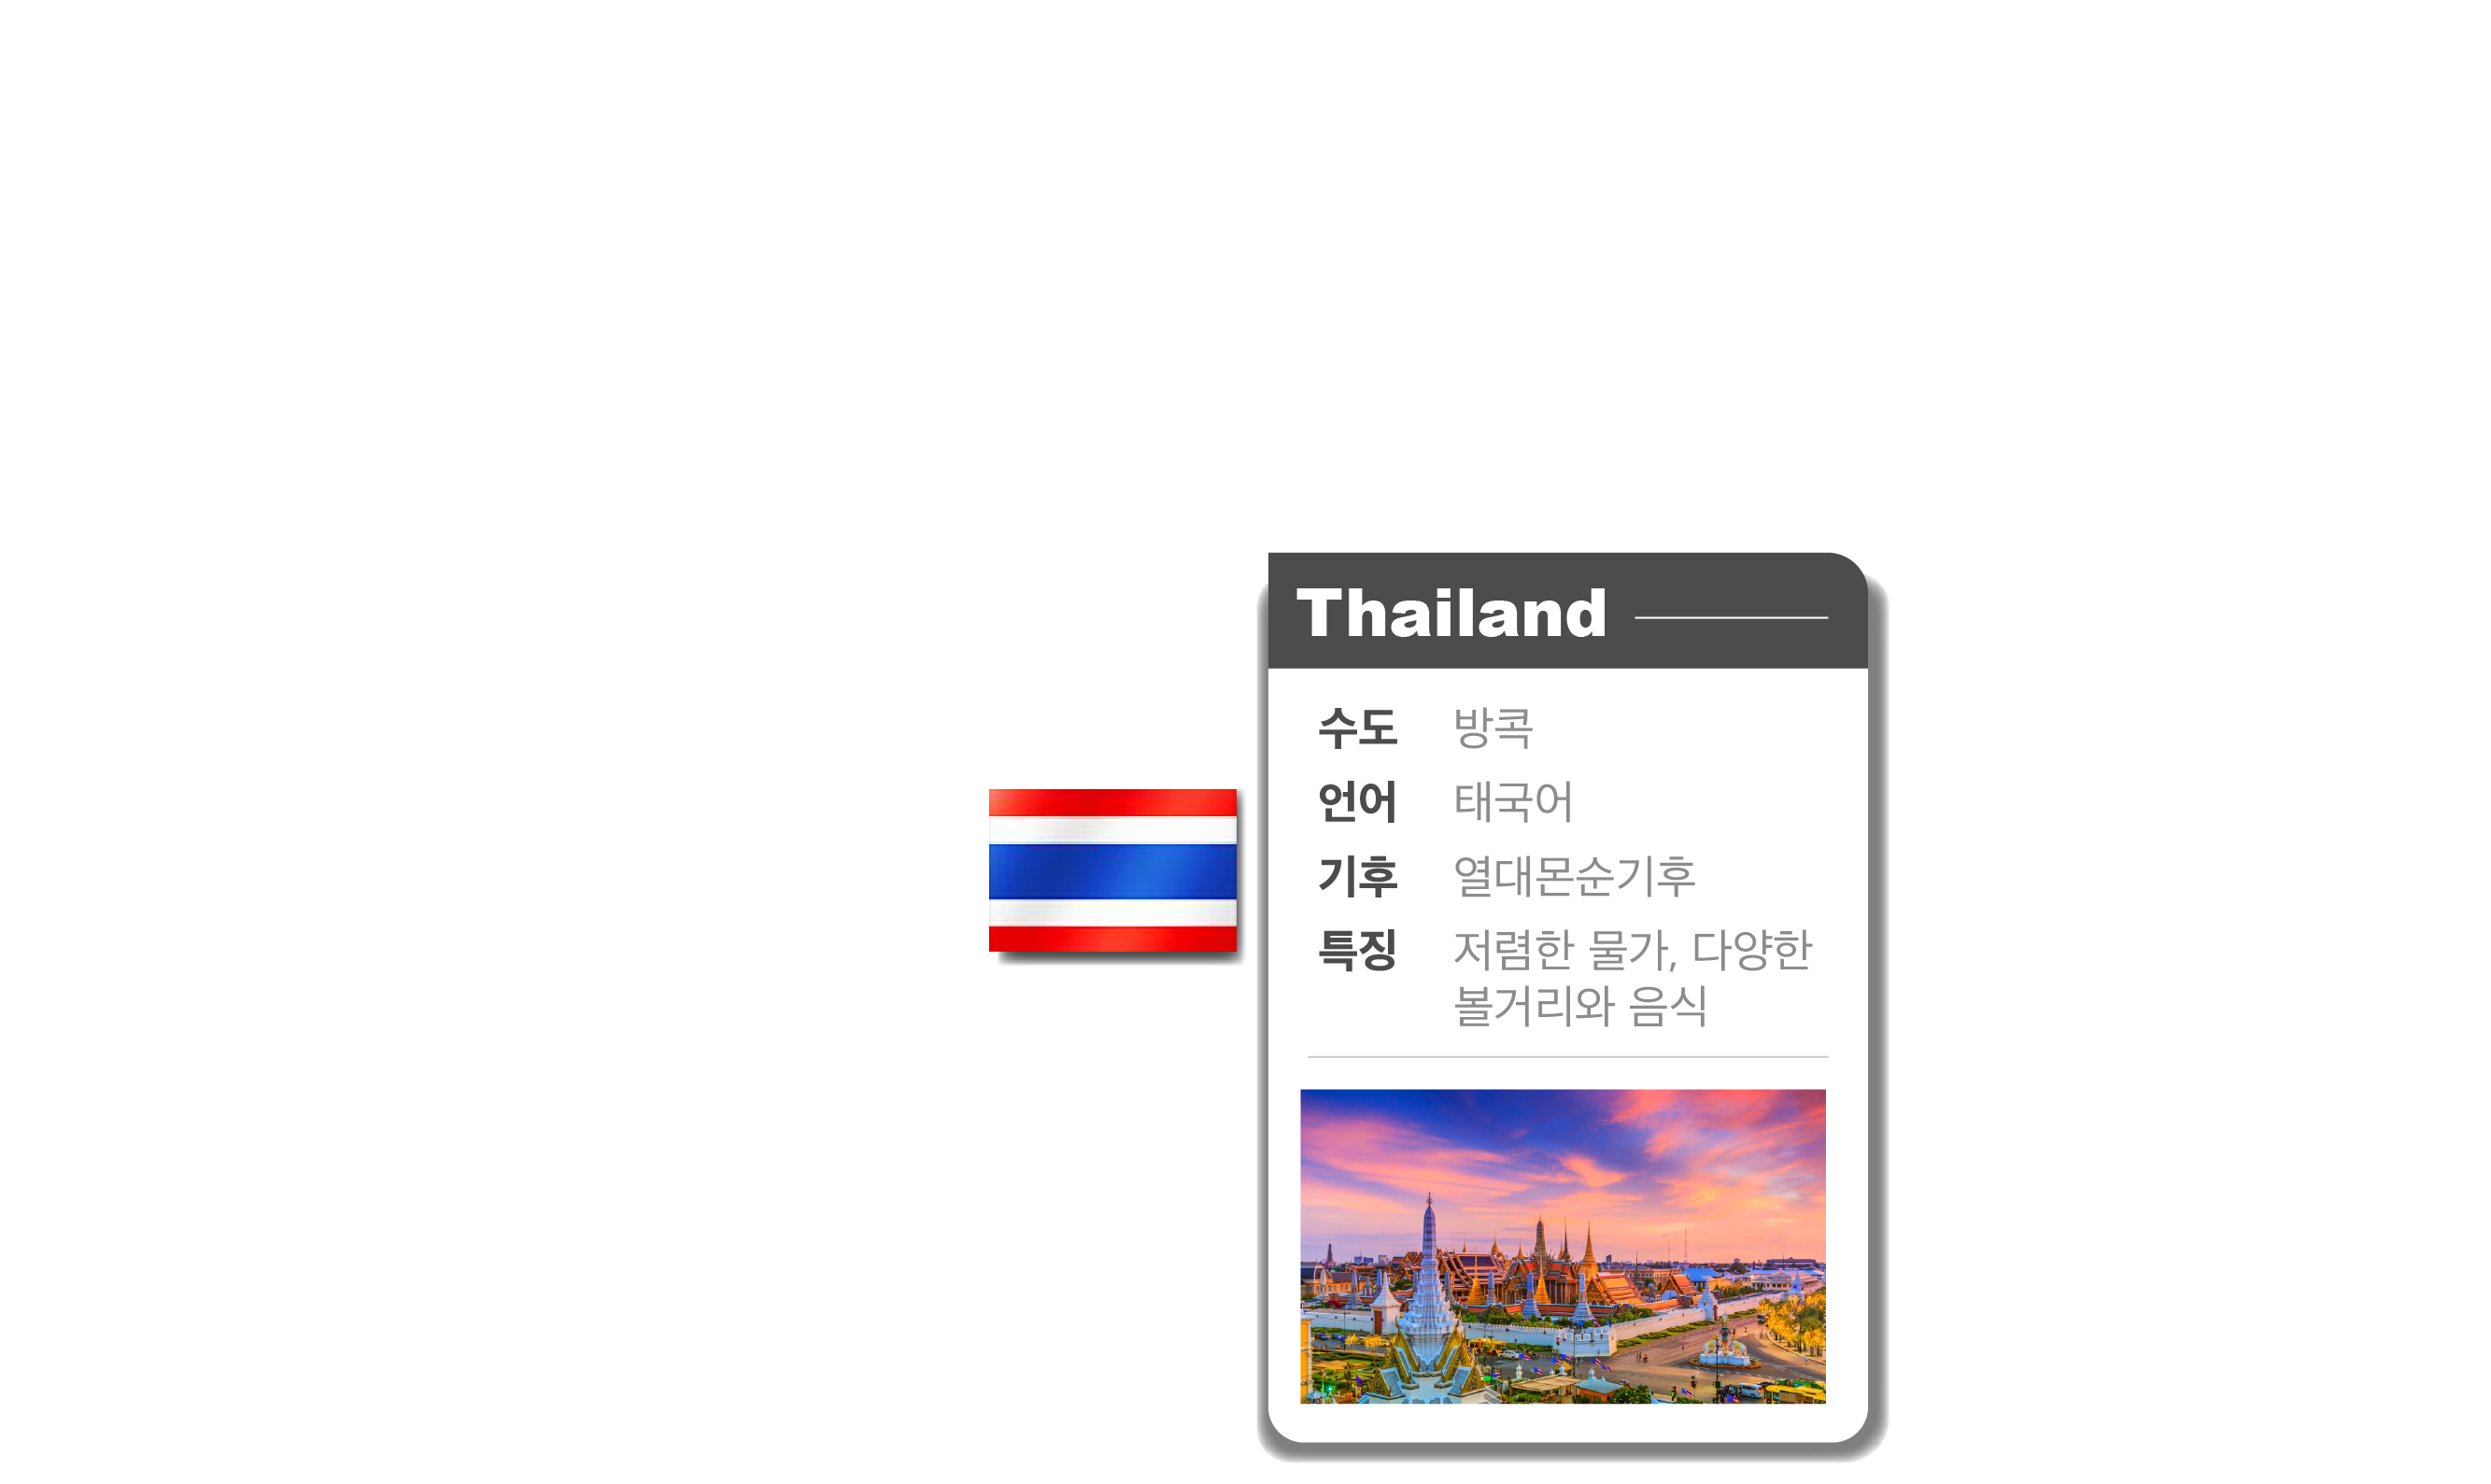 Thailand
수도 방콕
언어 태국어
기후 열대몬순기후
특징 저렴한 물가, 다양한
볼거리와 음식